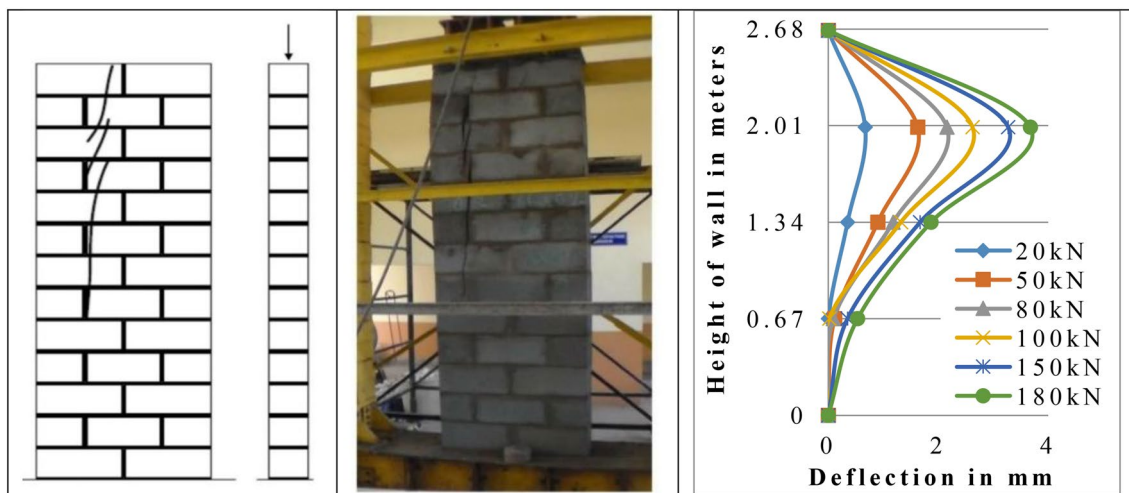 2.68
2.01
1.34
0.67
0
0
2
4
Height of wall in meters
Deflection in mm
20kN
50kN
80kN
100kN
150kN
180kN